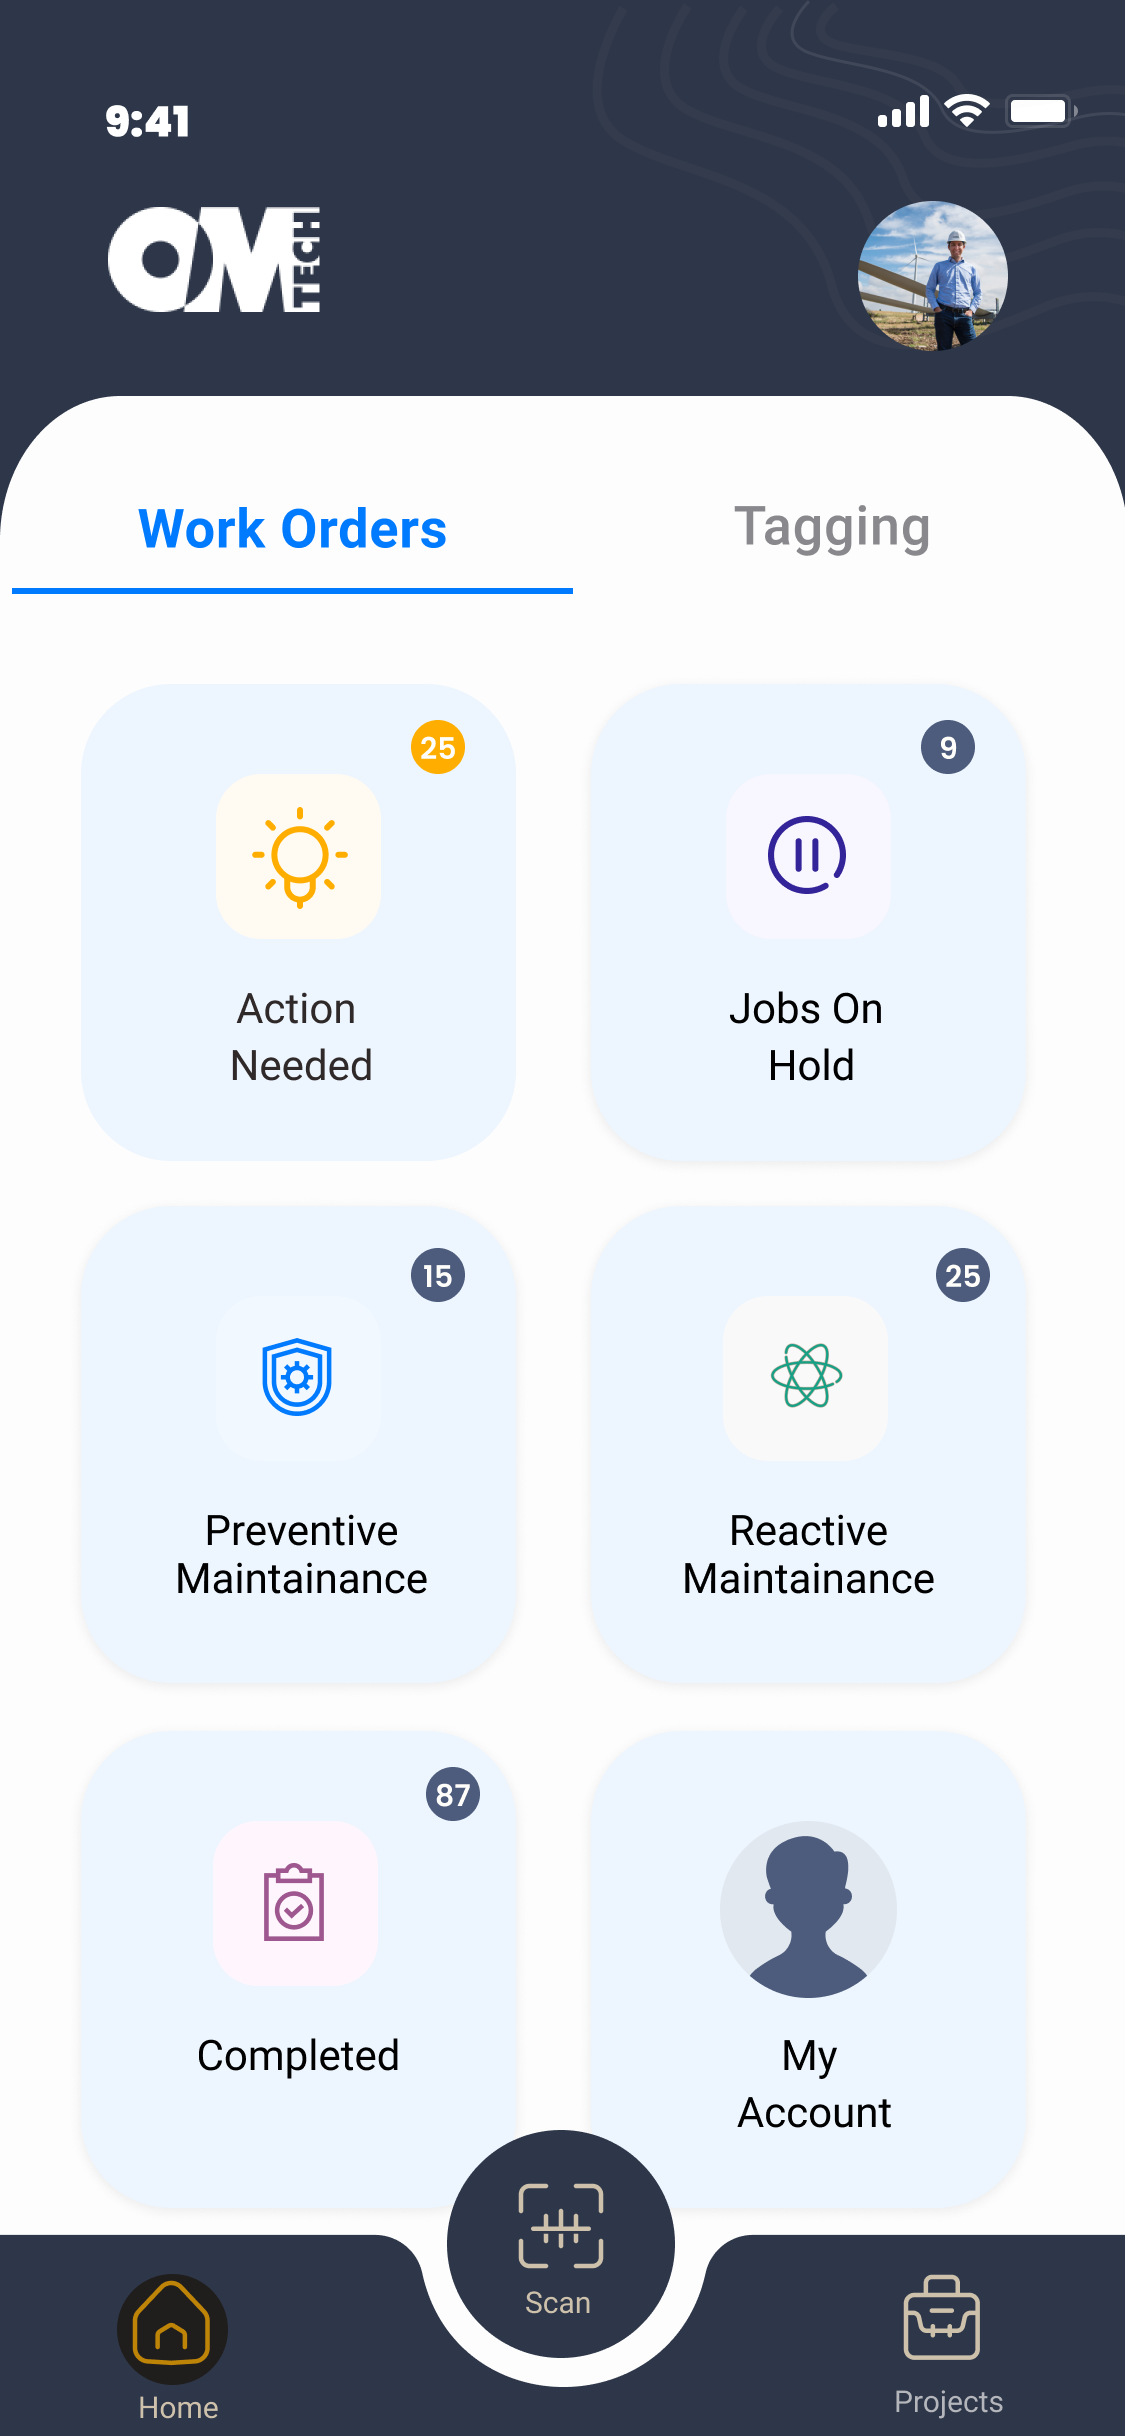 9:41
OM TECH
Work Orders
Tagging
25
9
Action
Needed
Jobs On
Hold
15
25
Preventive
Maintainance
Reactive
Maintainance
87
Completed
My
Account
Scan
Home
Projects